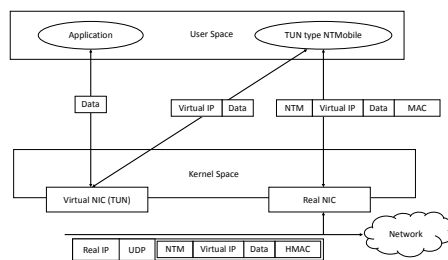 User Space
Application
TUN type NTMobile
Data
Virtual IP Data
NTM Virtual IP Data MAC
Kernel Space
Virtual NIC (TUN)
Real NIC
Network
Real IP UDP NTM Virtual IP Data HMAC